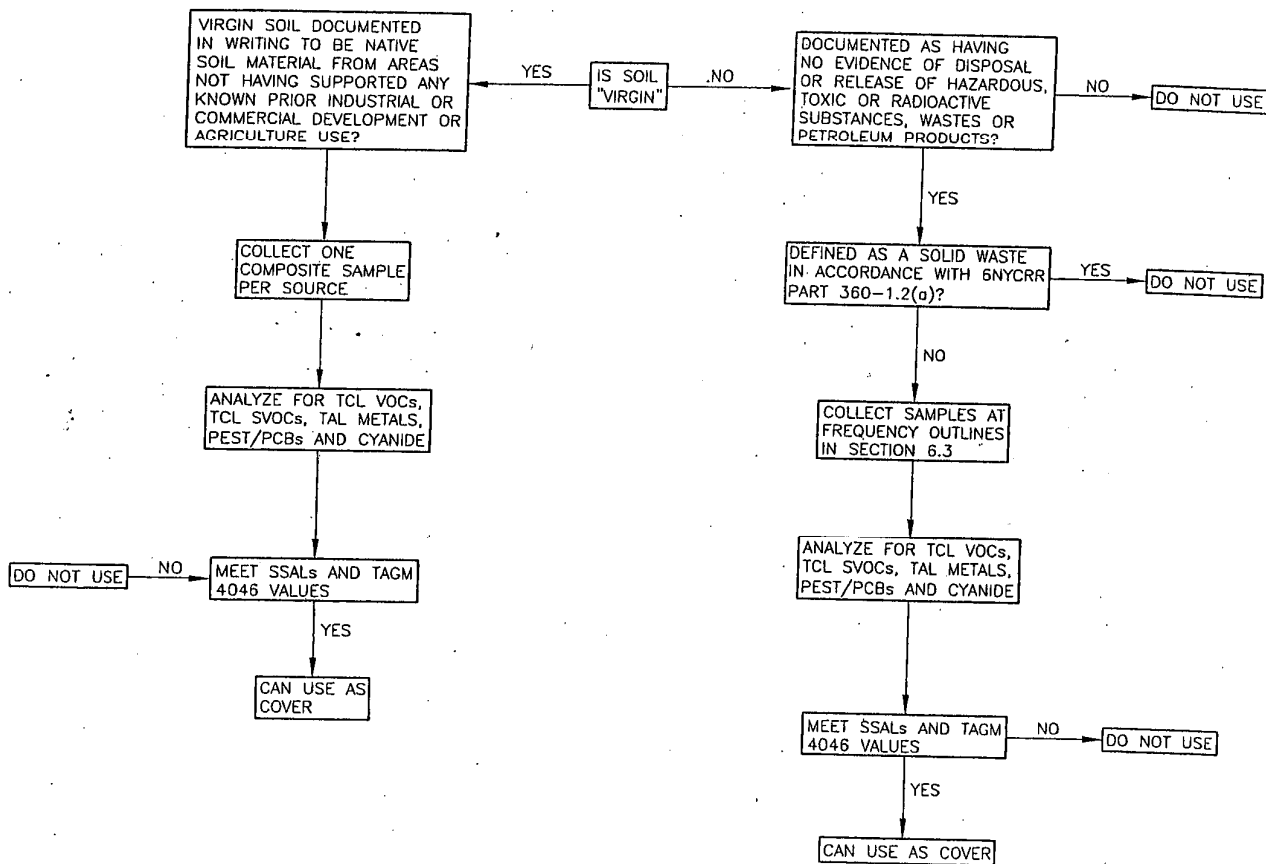 VIRGIN SOIL DOCUMENTED
IN WRITING TO BE NATIVE
SOIL MATERIAL FROM AREAS
NOT HAVING SUPPORTED ANY
KNOWN PRIOR INDUSTRIAL OR
COMMERCIAL DEVELOPMENT OR
AGRICULTURE USE?
YES
IS SOIL
"VIRGIN"
.NO
DOCUMENTED AS HAVING
NO EVIDENCE OF DISPOSAL
OR RELEASE OF HAZARDOUS,
TOXIC OR RADIOACTIVE
SUBSTANCES, WASTES OR
PETROLEUM PRODUCTS?
NO
DO NOT USE
YES
COLLECT ONE
COMPOSITE SAMPLE
PER SOURCE
DEFINED AS A SOLID WASTE
IN ACCORDANCE WITH 6NYCRR
PART 360-1.2(a)?
YES
DO NOT USE
NO
ANALYZE FOR TCL VOCs,
TCL SVOCs, TAL METALS,
PEST/PCBs AND CYANIDE
COLLECT SAMPLES AT
FREQUENCY OUTLINES
IN SECTION 6.3
DO NOT USE
NO
MEET SSALs AND TAGM
4046 VALUES
YES
CAN USE AS
COVER
ANALYZE FOR TCL VOCs,
TCL SVOCs, TAL METALS,
PEST/PCBs AND CYANIDE
MEET SSALs AND TAGM
4046 VALUES
NO
DO NOT USE
YES
CAN USE AS COVER